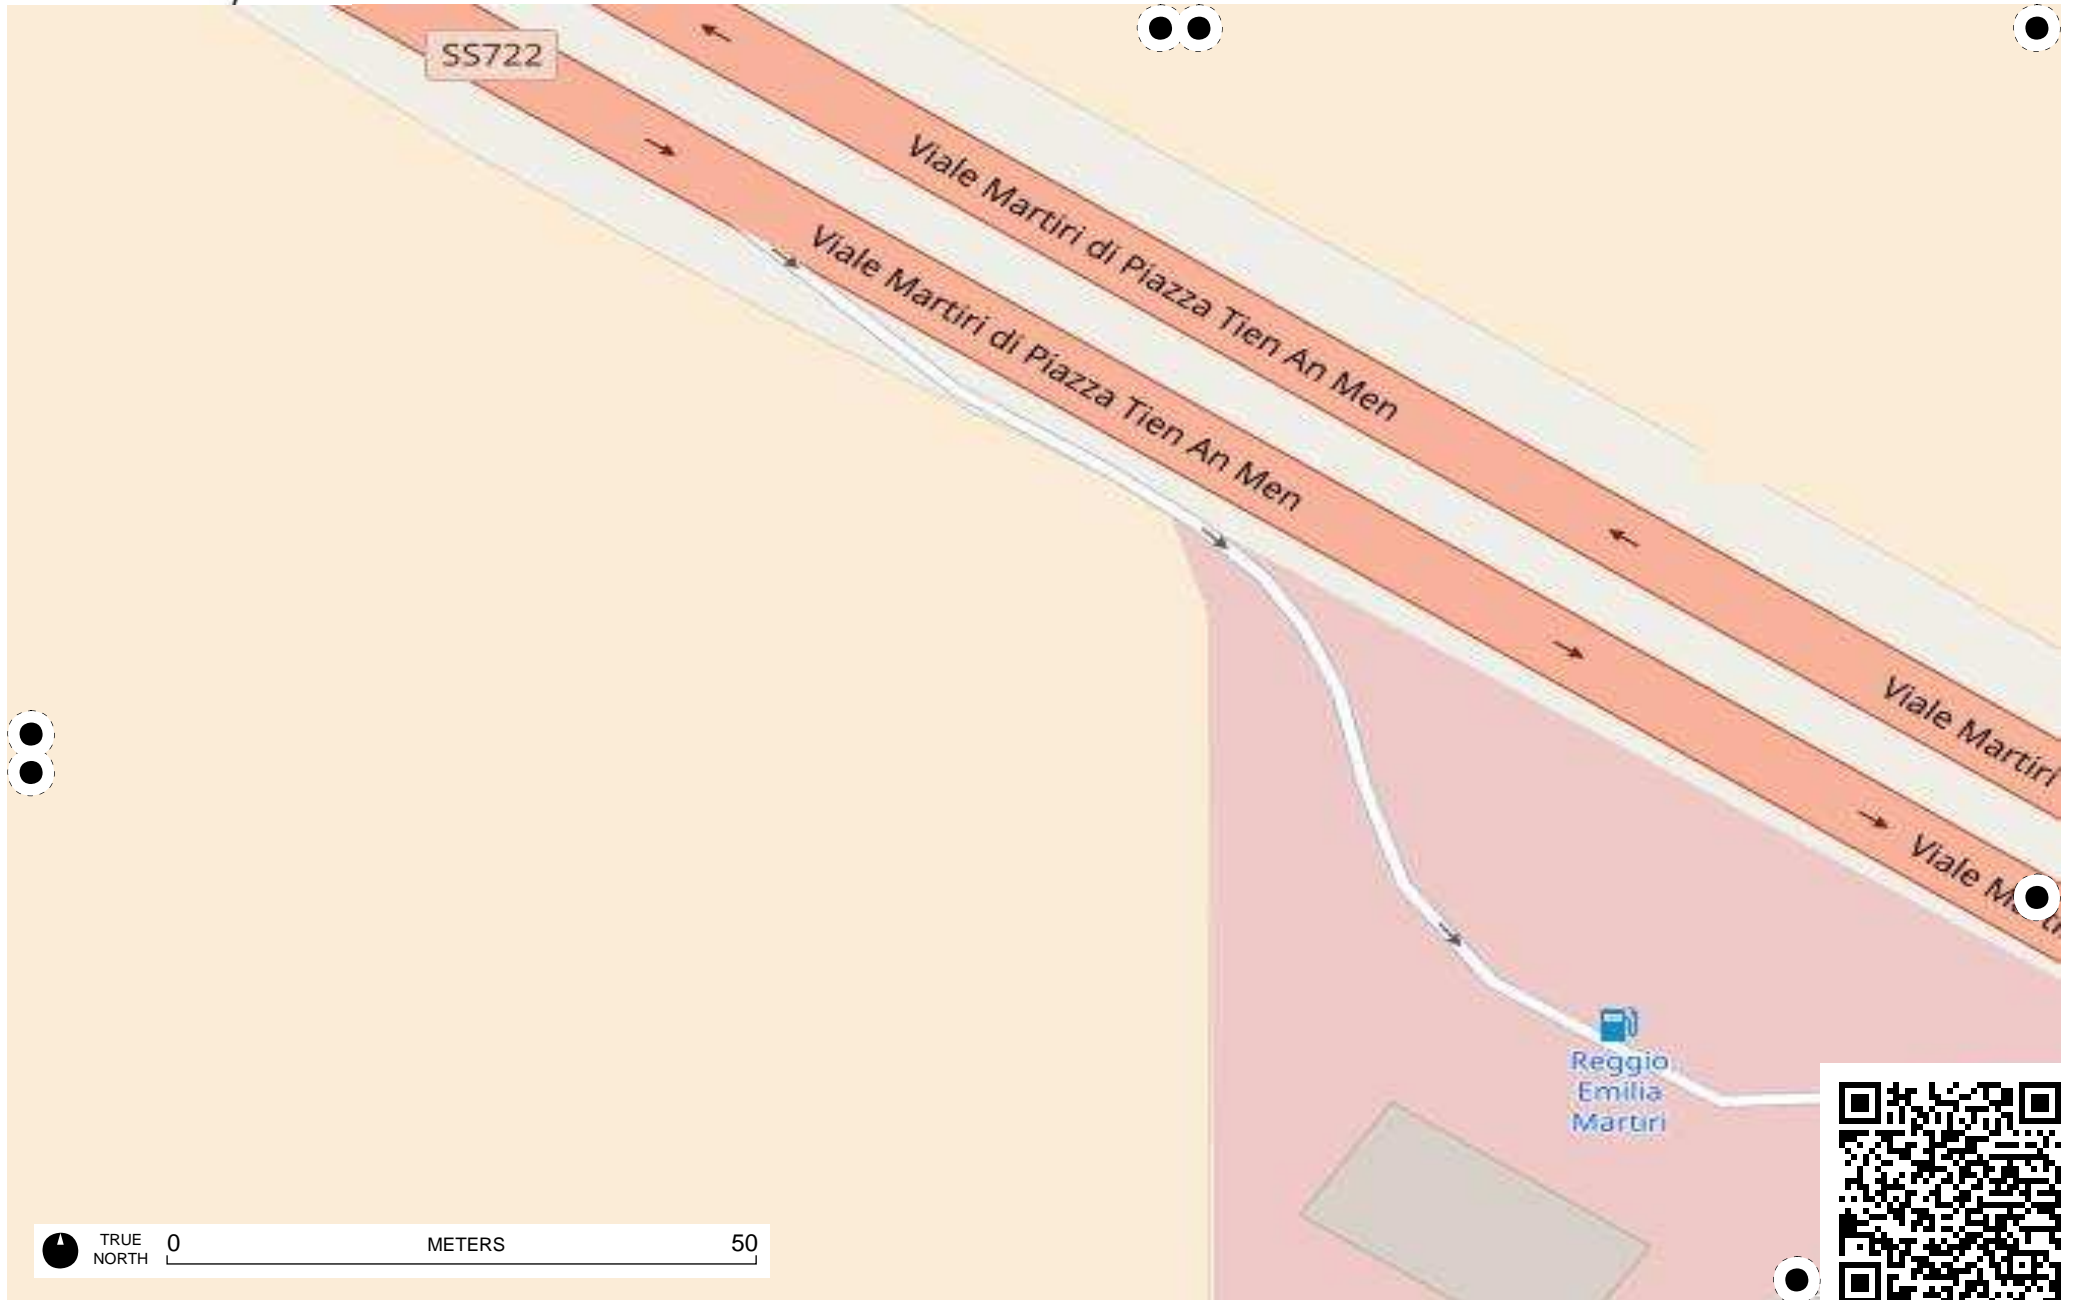 SS722
Viale Martiri di Piazza Tien An Men
Viale Martiri di Piazza Tien An Men
Viale Martiri
Viale
Reggio
Emilia
Martiri
TRUE
NORTH
0 METERS 50